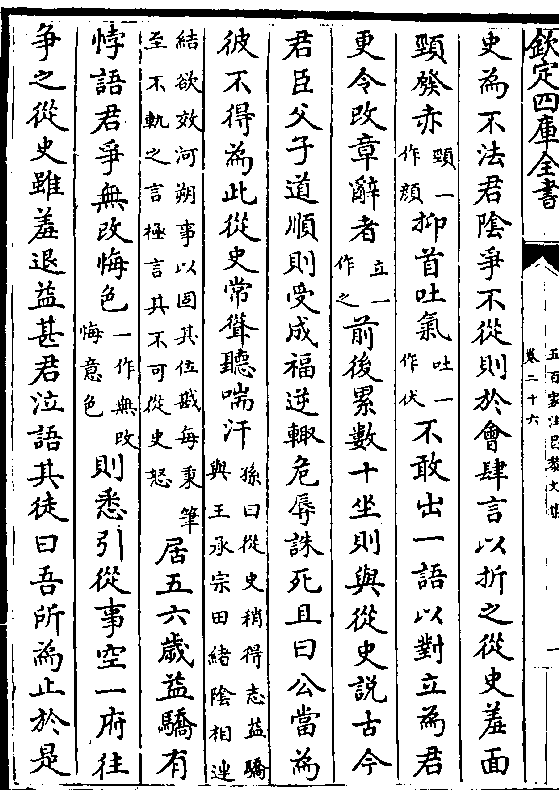 欽定四庫全書
五百家注昌黎文集
卷二十六
一
史為不法君陰爭不從則於會肆言以折之從史羞面
頸發赤頸一作顔抑首吐氣吐一作伏不敢出一語以對立為君
更令改章辭者立一作之前後累數十坐則與從史説古今
君臣父子道順則受成福逆輙危辱誅死且曰公當為
彼不得為此從史常聳聽喘汗孫曰從史稍得志益驕與王承宗田緒陰相連
結欲效河朔事以固其位戡每秉筆至不軌之言極言其不可從史怒居五六歲益驕有
悖語君爭無改悔色一作無改悔意色則悉引從事空一府往
爭之從史雖羞退益甚君泣語其徒曰吾所為止於是